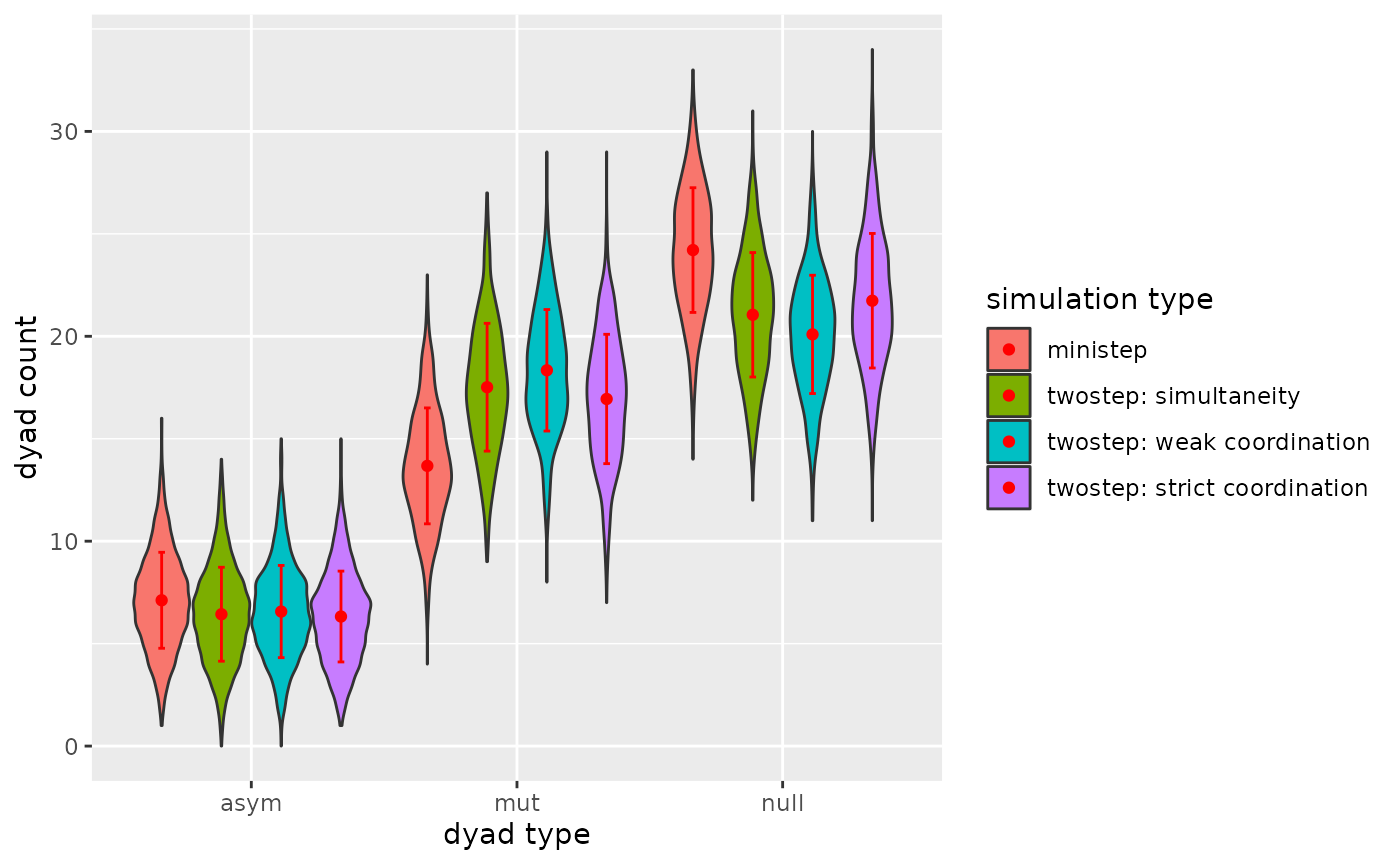 dyad count
30
20
10
0
asym mut null
dyad type
simulation type
ministep
twostep: simultaneity
twostep: weak coordination
twostep: strict coordination